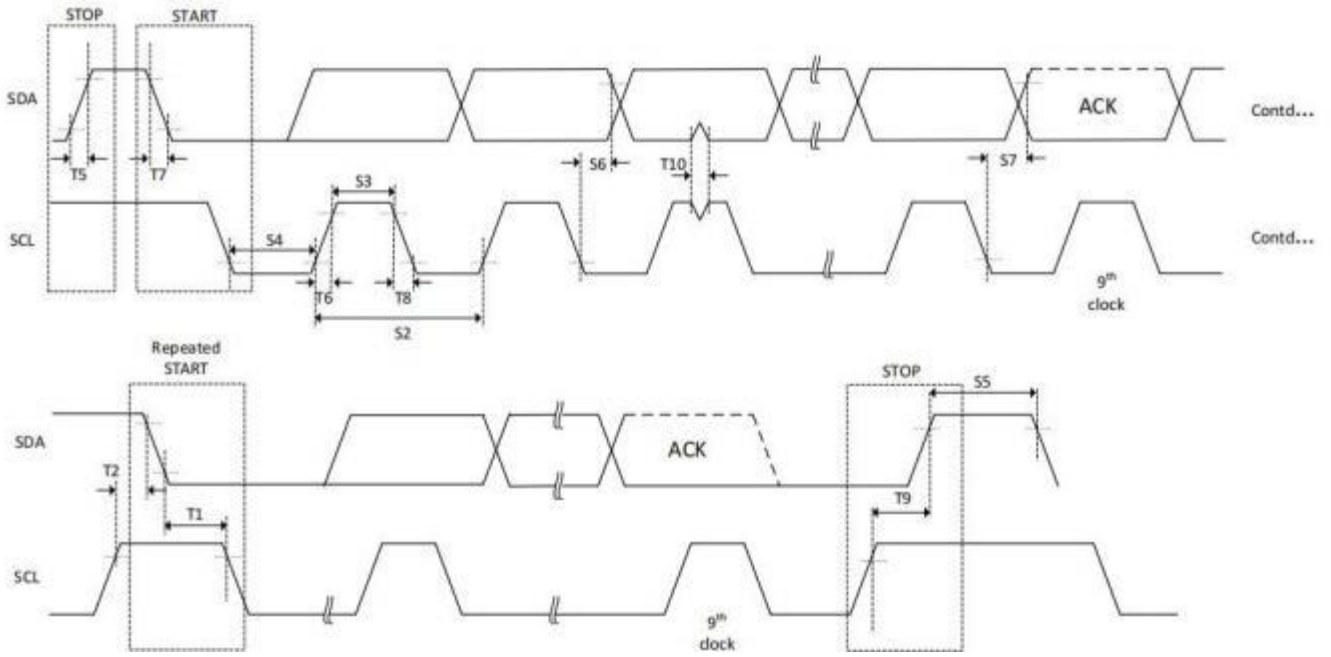 STOP START
SDA ACK Contd...
T5 T7 S6 T10 S7
S3
SCL S4 Contd...
T6 T8 9th
clock
S2
Repeated
START STOP S5
SDA ACK
T2 T9
T1
SCL
9th
clock